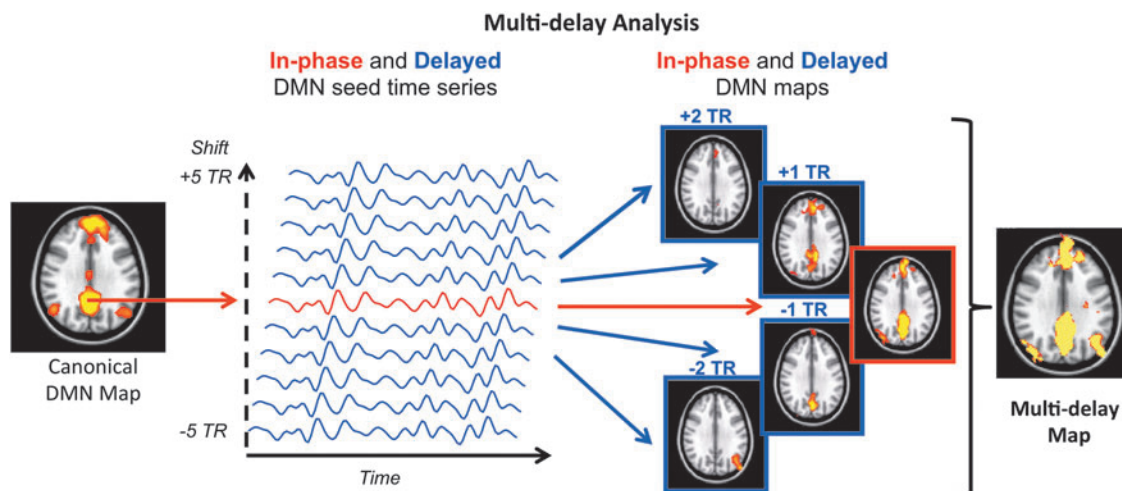 Multi-delay Analysis
In-phase and Delayed
DMN seed time series
In-phase and Delayed
DMN maps
Shift
+5 TR
-5 TR
Time
Canonical
DMN Map
+2 TR
+1 TR
-1 TR
-2 TR
Multi-delay
Map